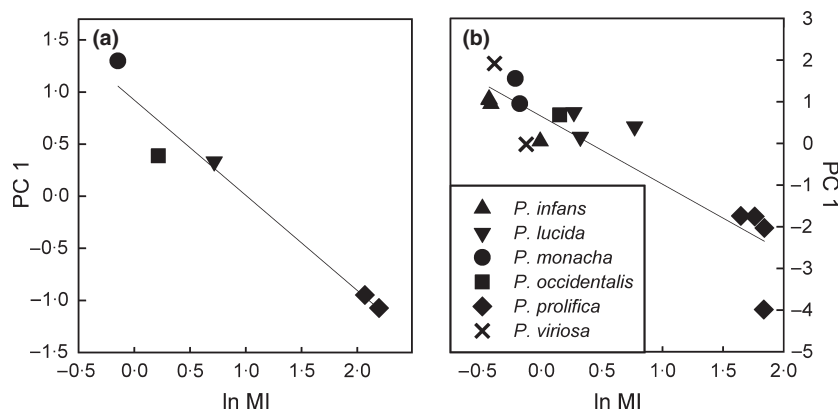 (a)
1·5
1·0
0·5
0·0
–0·5
–1·0
–1·5
PC 1
–0·5 0·0 0·5 1·0 1·5 2·0
ln MI
(b)
3
2
1
0
–1
–2
–3
–4
–5
PC 1
P. infans
P. lucida
P. monacha
P. occidentalis
P. prolifica
P. viriosa
–0·5 0·0 0·5 1·0 1·5 2·0
ln MI